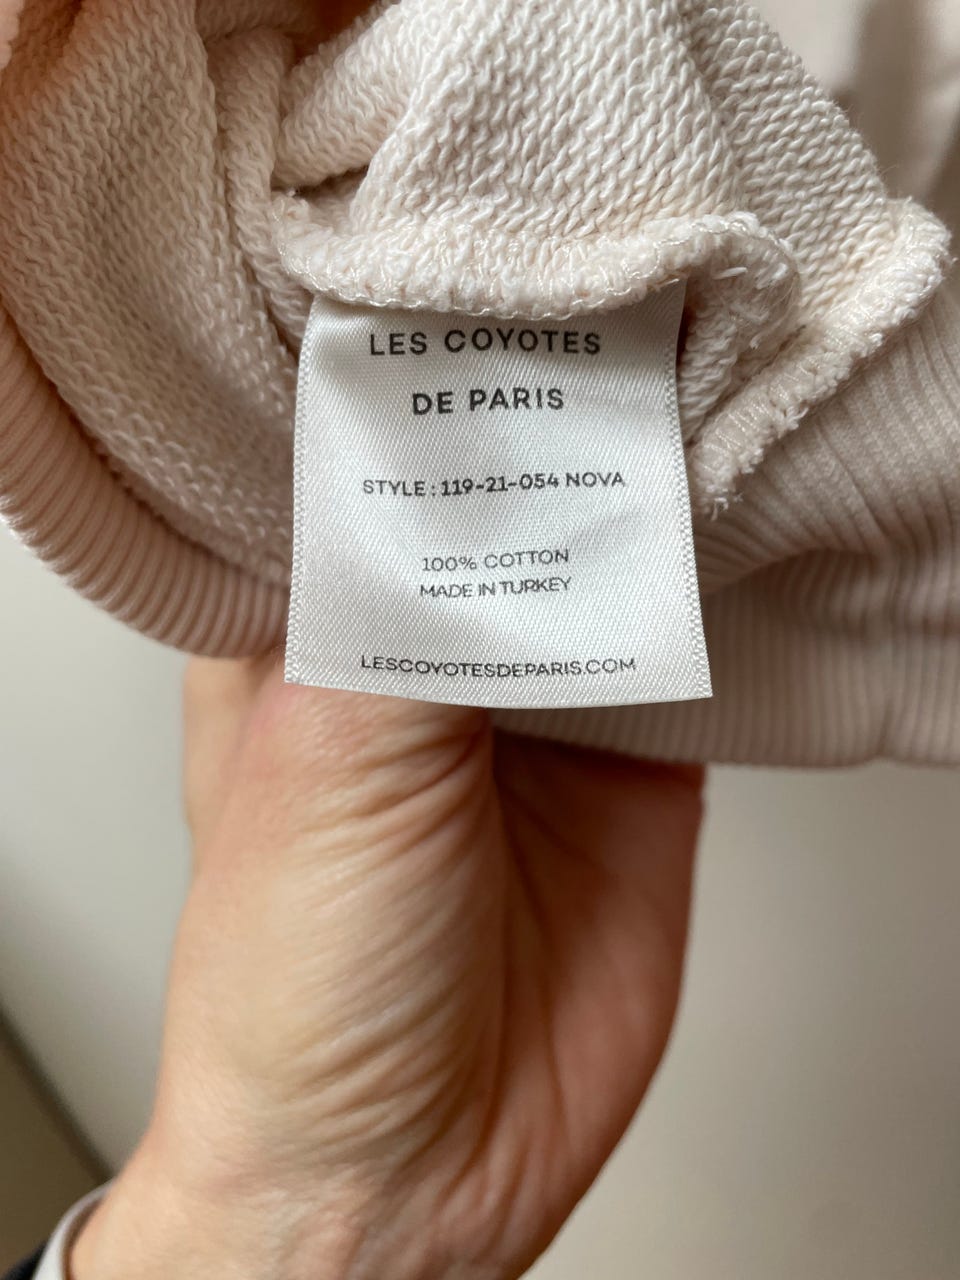 LES COYOTES
DE PARIS
STYLE : 119-21-054 NOVA
100% COTTON
MADE IN TURKEY
LESCOYOTESDEPARIS.COM